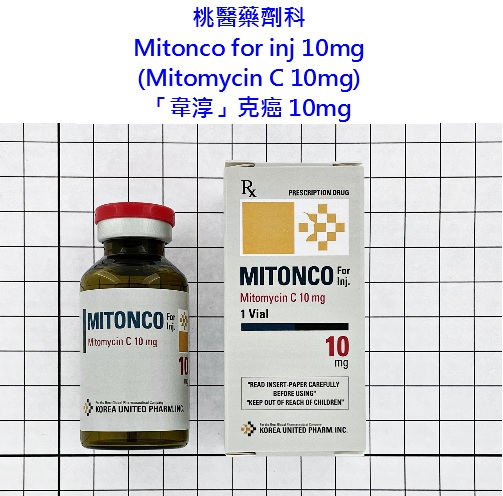 桃醫藥劑科
Mitonco for inj 10mg
(Mitomycin C 10mg)
「韋淳」克癌 10mg
Rx
PRESCRIPTION DRUG
MITONCO For Inj.
Mitomycin C 10 mg
1 Vial
10
mg
"READ INSERT-PAPER CAREFULLY
BEFORE USING"
"KEEP OUT OF REACH OF CHILDREN"
KOREA UNITED PHARM. INC.
MITONCO For Inj.
Mitomycin C 10 mg
10
mg
KOREA UNITED PHARM. INC.